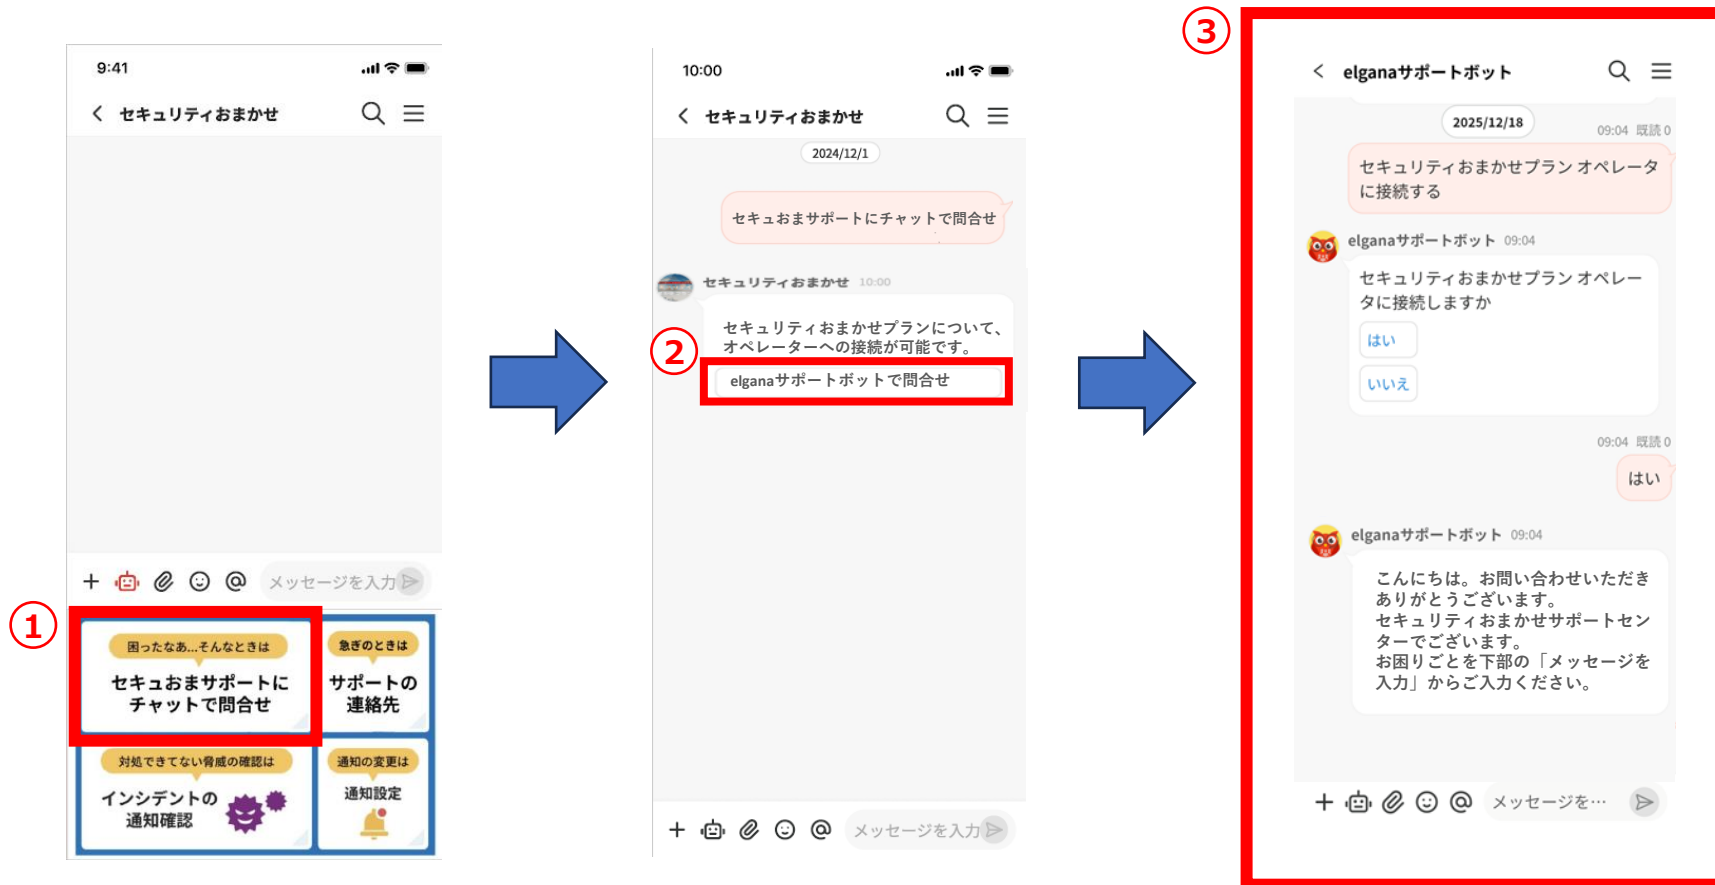 ①
9:41
セキュリティおまかせ
メッセージを入力
困ったなあ...そんなときは
セキュおまサポートに
チャットで問合せ
急ぎのときは
サポートの
連絡先
対処できてない脅威の確認は
インシデントの
通知確認
通知の変更は
通知設定
②
10:00
セキュリティおまかせ
2024/12/1
セキュおまサポートにチャットで問合せ
セキュリティおまかせ 10:00
セキュリティおまかせプランについて、
オペレーターへの接続が可能です。
elganaサポートボットで問合せ
メッセージを入力
③
elganaサポートボット
2025/12/18
09:04 既読 0
セキュリティおまかせプラン オペレータ
に接続する
elganaサポートボット 09:04
セキュリティおまかせプラン オペレー
タに接続しますか
はい
いいえ
09:04 既読 0
はい
elganaサポートボット 09:04
こんにちは。お問い合わせいただき
ありがとうございます。
セキュリティおまかせサポートセン
ターでございます。
お困りごとを下部の「メッセージを
入力」からご入力ください。
メッセージを…